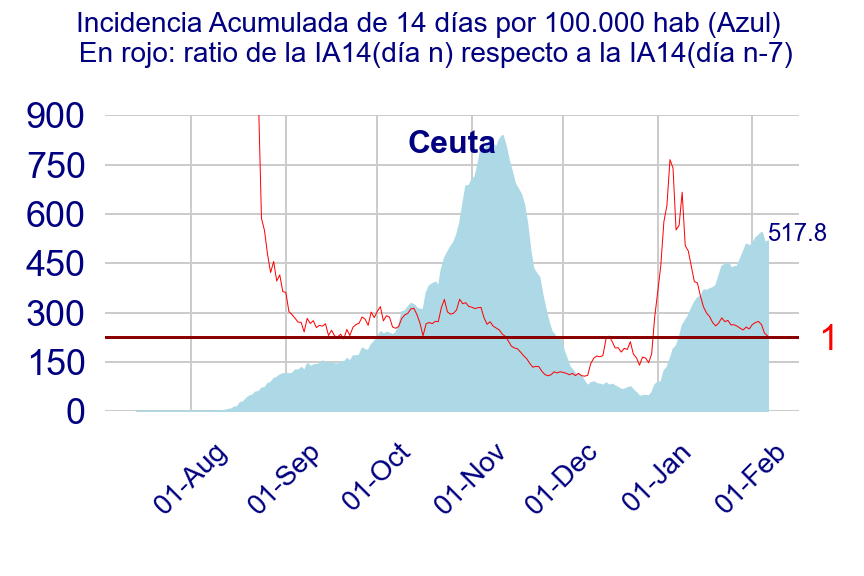 Incidencia Acumulada de 14 días por 100.000 hab (Azul)
En rojo: ratio de la IA14(día n) respecto a la IA14(día n-7)
Ceuta
900
750
600
450
300
150
0
517.8
1
01-Aug
01-Sep
01-Oct
01-Nov
01-Dec
01-Jan
01-Feb